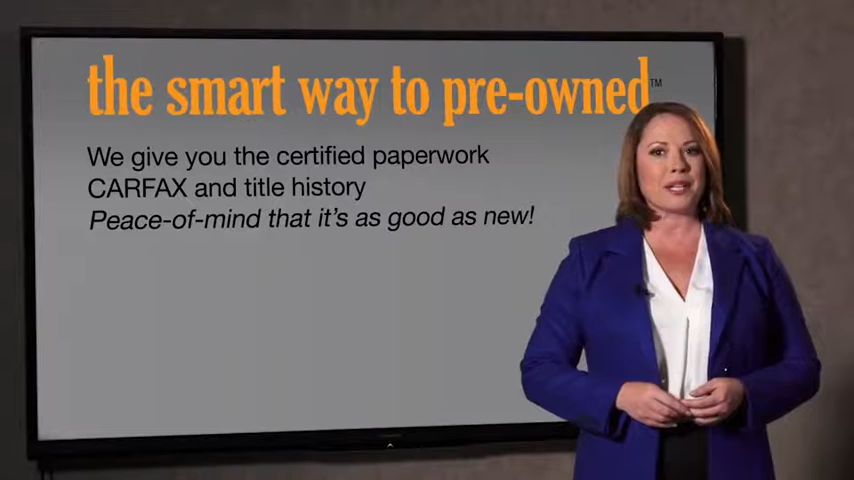 the smart way to pre-owned™
We give you the certified paperwork
CARFAX and title history
Peace-of-mind that it's as good as new!